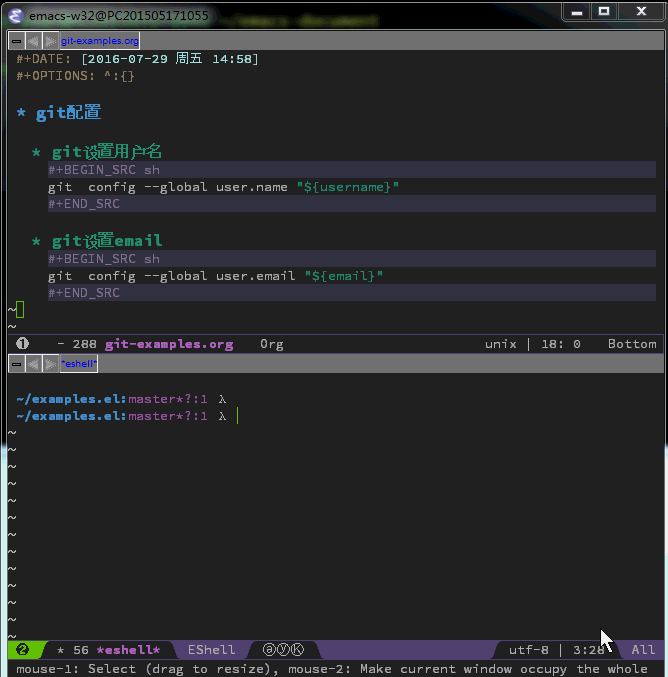 emacs-w32@PC201505171055
git-examples.org
#+DATE: [2016-07-29 周五 14:58]
#+OPTIONS: ^:{}
* git配置
* git设置用户名
#+BEGIN_SRC sh
git  config --global user.name "${username}"
#+END_SRC
* git设置email
#+BEGIN_SRC sh
git  config --global user.email "${email}"
#+END_SRC
~
~
❶ - 288 git-examples.org Org unix | 18: 0 Bottom
*eshell*
~/examples.el:master*?:1 λ
~/examples.el:master*?:1 λ
~
~
~
~
~
~
~
~
~
~
~
~
~
❷ * 56 *eshell* EShell ⓐⓨⓀ utf-8 | 3:28 All
mouse-1: Select (drag to resize), mouse-2: Make current window occupy the whole